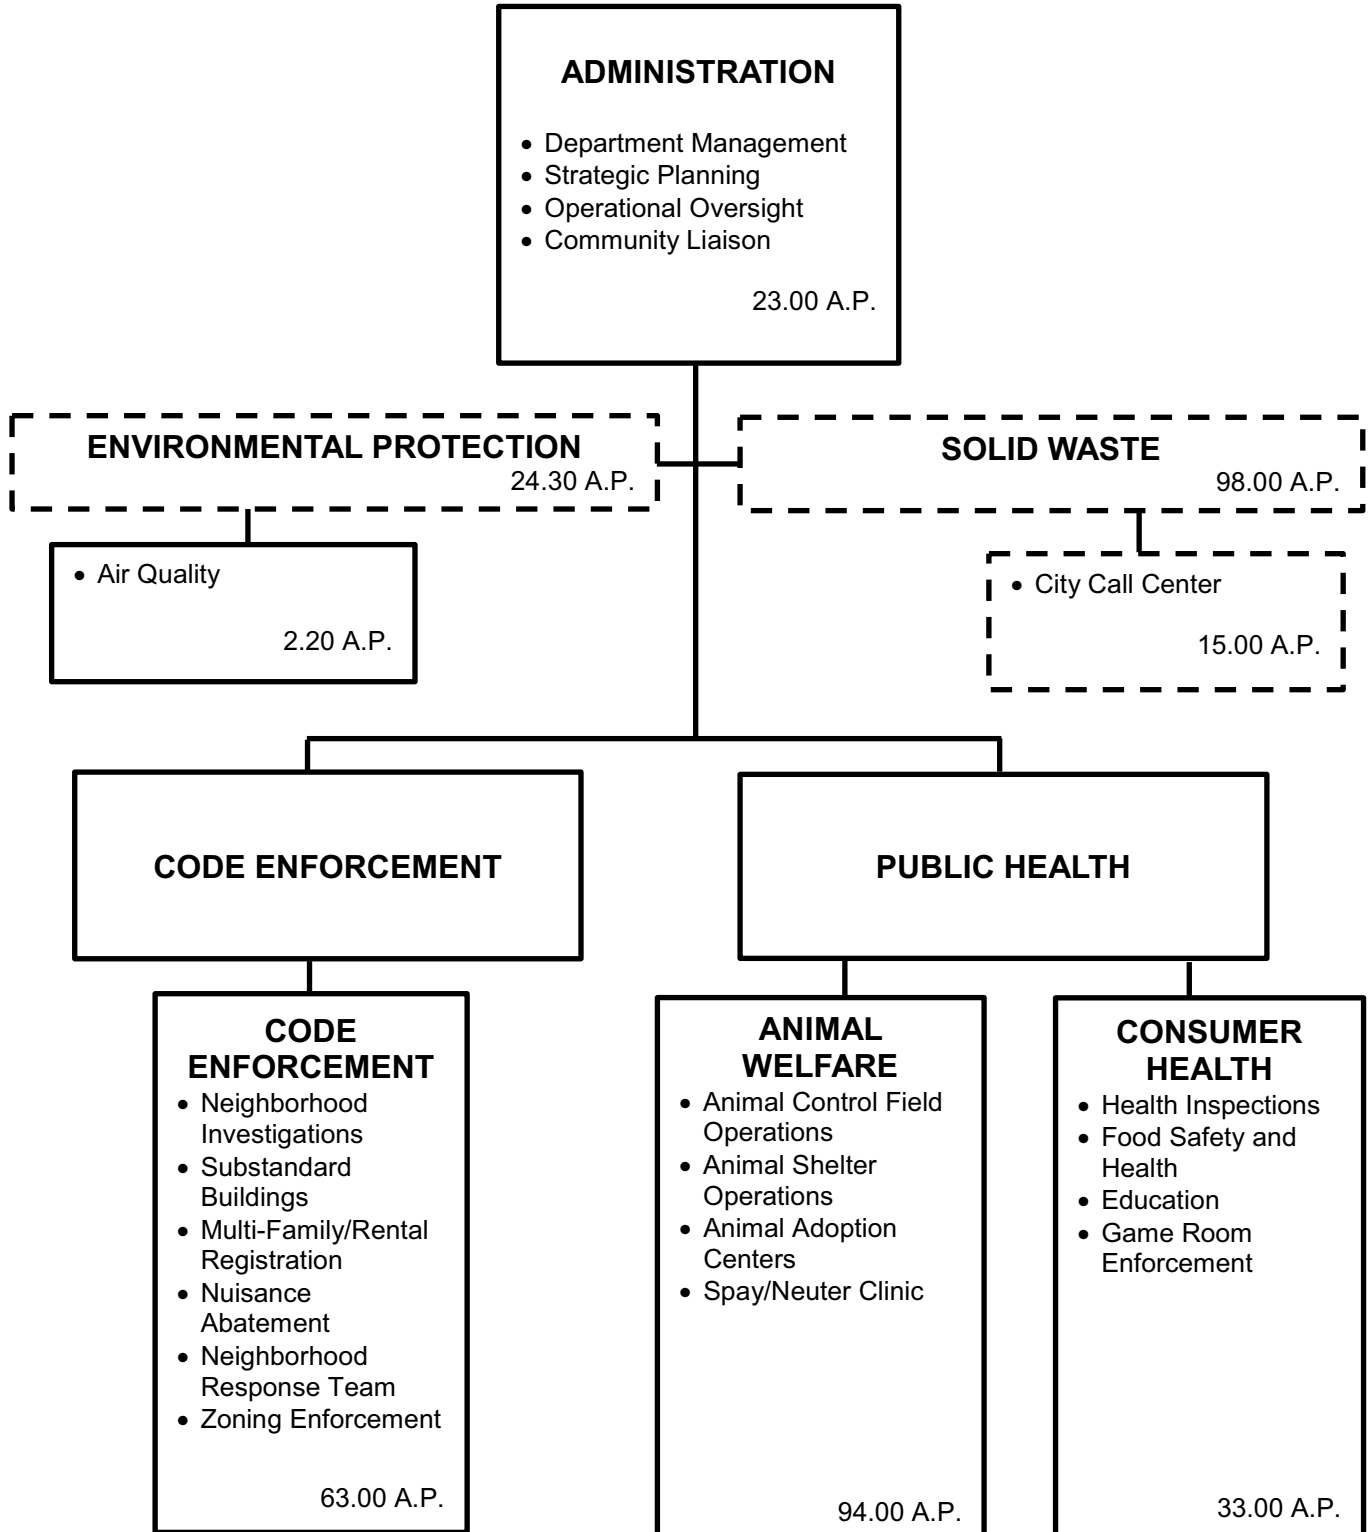 ADMINISTRATION
• Department Management
• Strategic Planning
• Operational Oversight
• Community Liaison
23.00 A.P.
ENVIRONMENTAL PROTECTION
24.30 A.P.
SOLID WASTE
98.00 A.P.
• Air Quality
2.20 A.P.
• City Call Center
15.00 A.P.
CODE ENFORCEMENT
PUBLIC HEALTH
CODE
ENFORCEMENT
• Neighborhood
Investigations
• Substandard
Buildings
• Multi-Family/Rental
Registration
• Nuisance
Abatement
• Neighborhood
Response Team
• Zoning Enforcement
63.00 A.P.
ANIMAL
WELFARE
• Animal Control Field
Operations
• Animal Shelter
Operations
• Animal Adoption
Centers
• Spay/Neuter Clinic
94.00 A.P.
CONSUMER
HEALTH
• Health Inspections
• Food Safety and
Health
• Education
• Game Room
Enforcement
33.00 A.P.